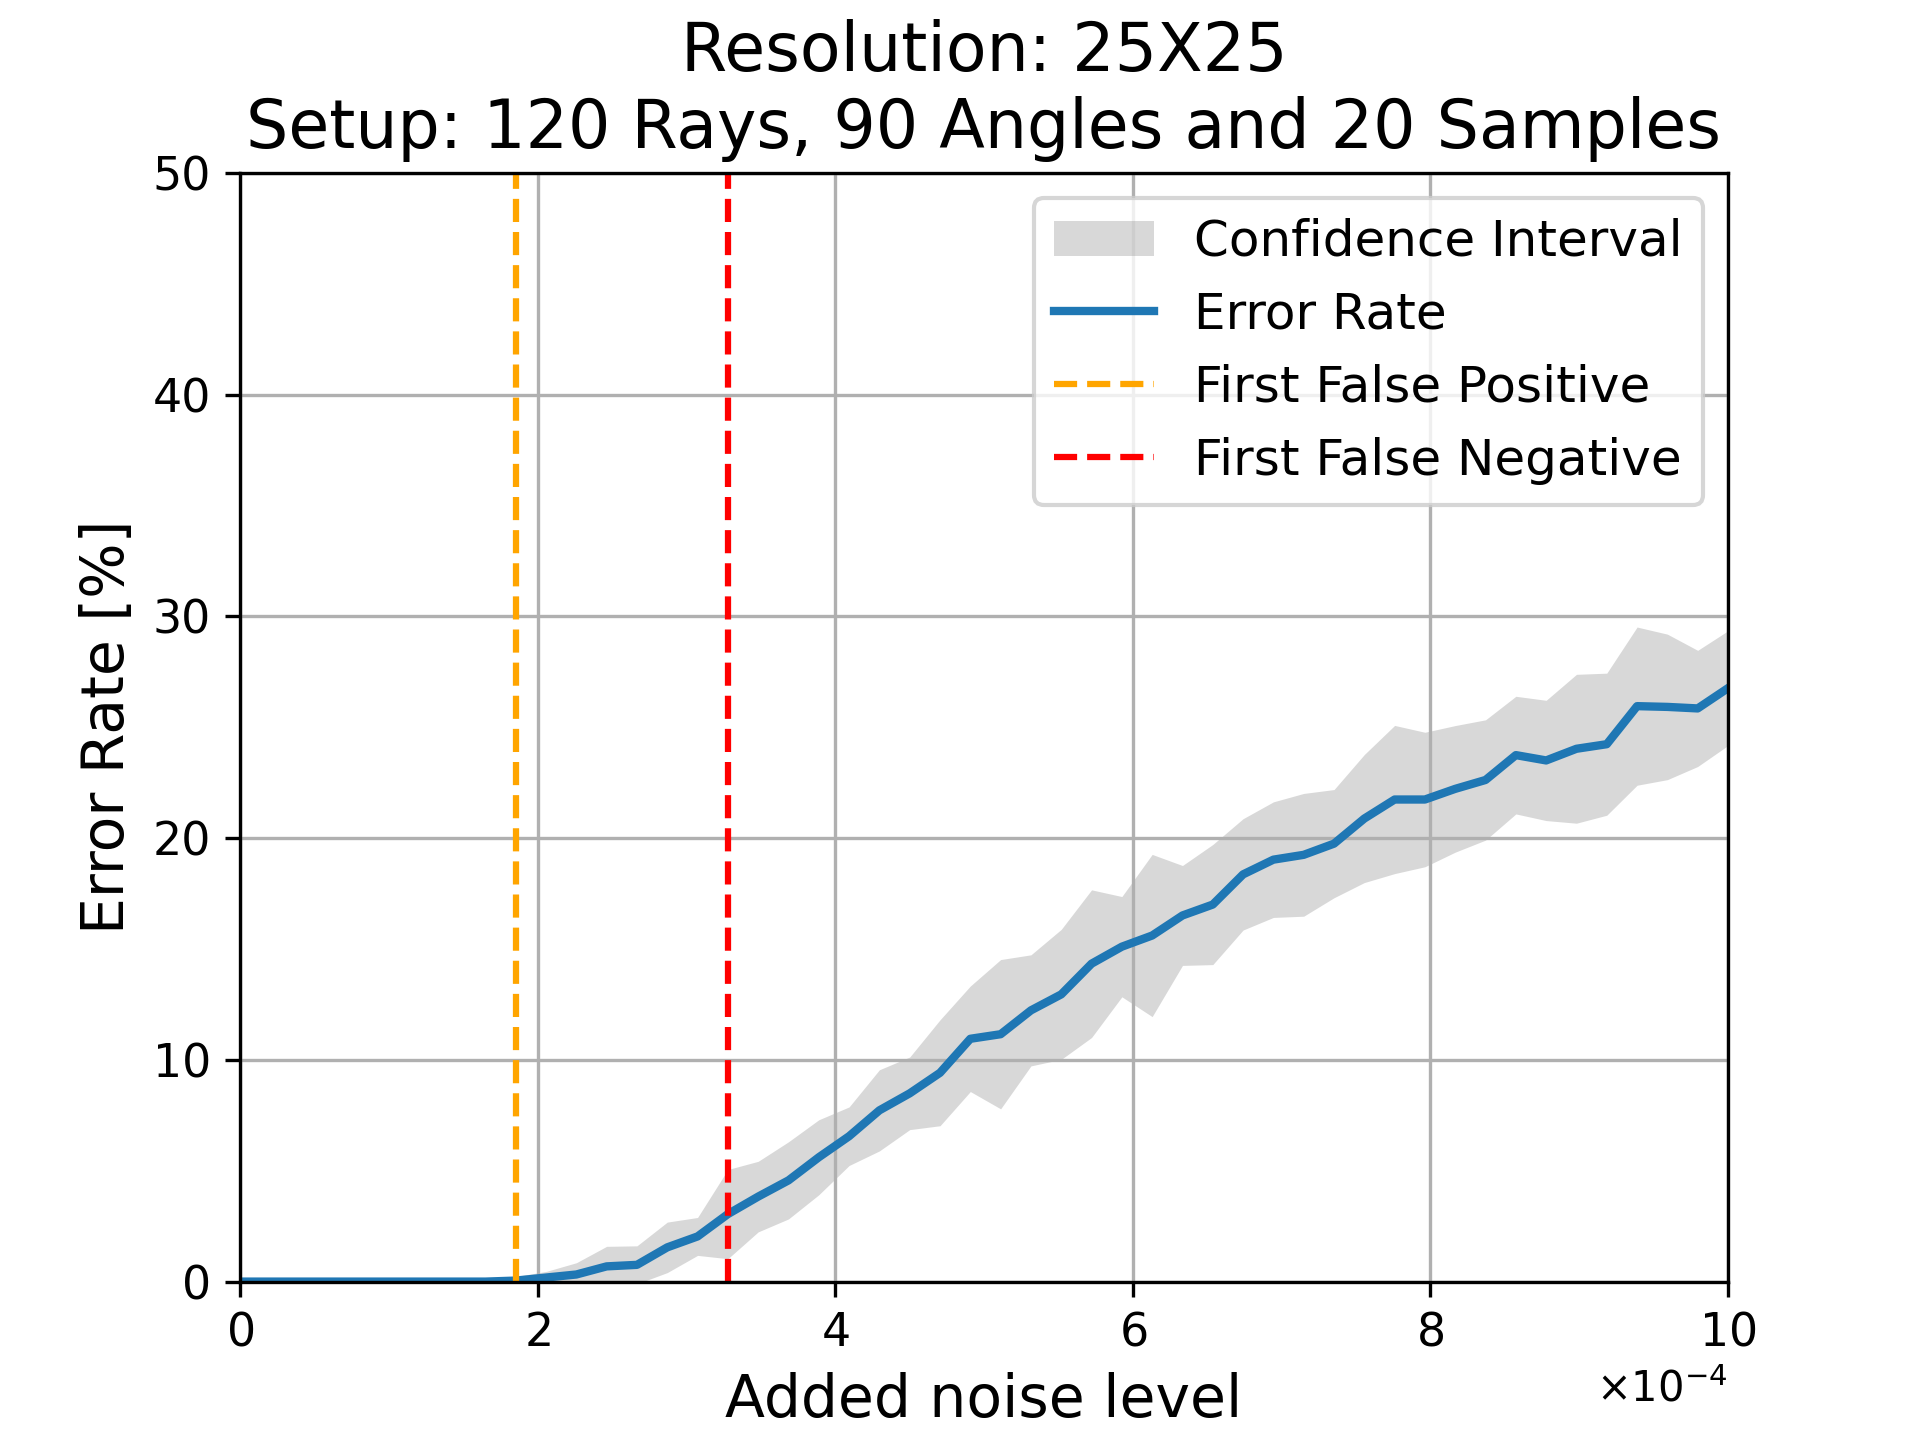 Resolution: 25X25
Setup: 120 Rays, 90 Angles and 20 Samples
Confidence Interval
Error Rate
First False Positive
First False Negative
Error Rate [%]
50
40
30
20
10
0
0 2 4 6 8 10
×10⁻⁴
Added noise level